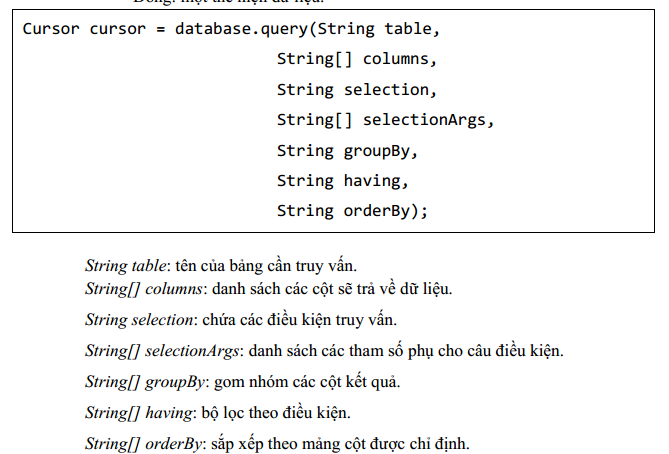 Dòng: một thể hiện dữ liệu.
Cursor cursor = database.query(String table,
String[] columns,
String selection,
String[] selectionArgs,
String groupBy,
String having,
String orderBy);
String table: tên của bảng cần truy vấn.
String[] columns: danh sách các cột sẽ trả về dữ liệu.
String selection: chứa các điều kiện truy vấn.
String[] selectionArgs: danh sách các tham số phụ cho câu điều kiện.
String[] groupBy: gom nhóm các cột kết quả.
String[] having: bộ lọc theo điều kiện.
String[] orderBy: sắp xếp theo mảng cột được chỉ định.